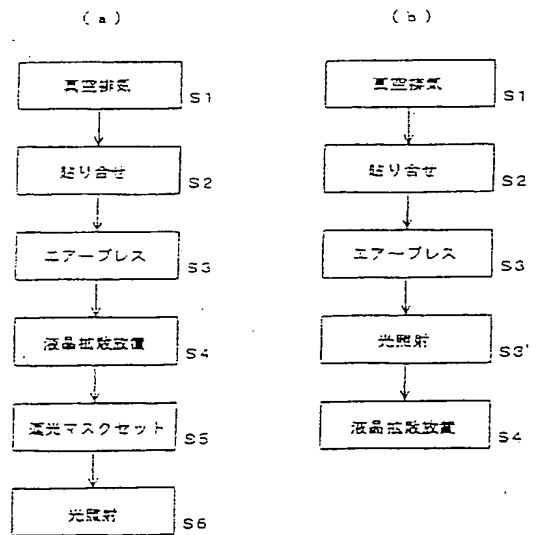 (a)
真空排気 S1
貼り合せ S2
エアープレス S3
液晶拡散放置 S4
遮光マスクセット S5
光照射 S6
(b)
真空排気 S1
貼り合せ S2
エアープレス S3
光照射 S3'
液晶拡散放置 S4